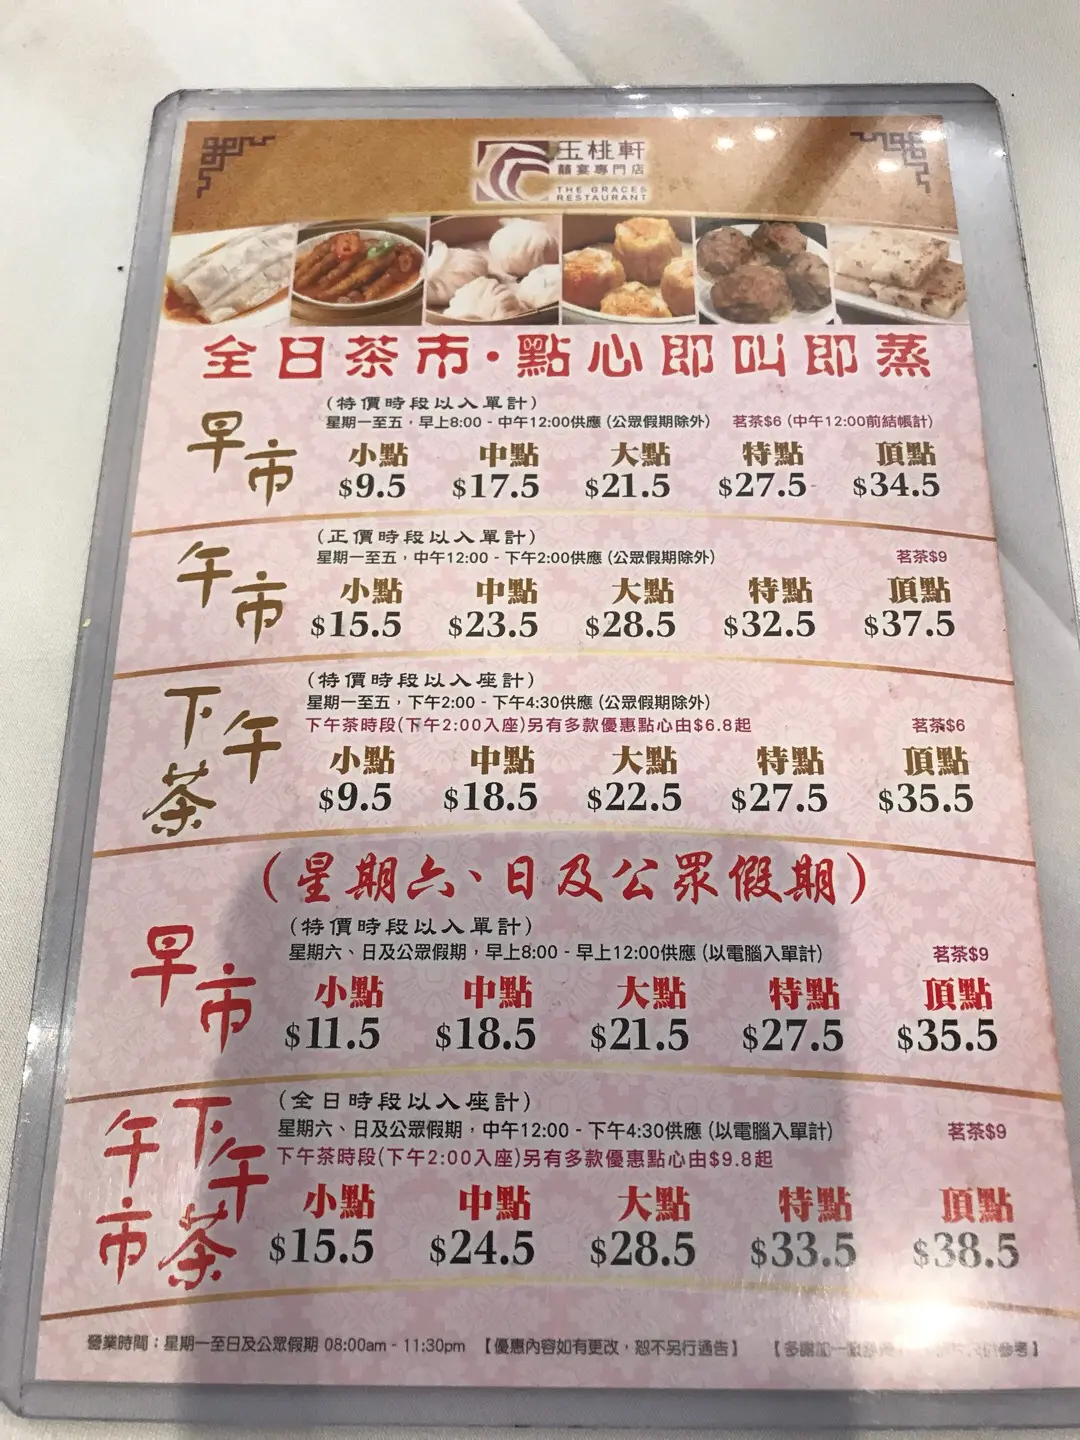 玉桃軒
囍宴專門店
THE GRACES
RESTAURANT
全日茶市·點心即叫即蒸
早市
(特價時段以入單計)
星期一至五，早上8:00 - 中午12:00供應 (公眾假期除外) 茗茶$6 (中午12:00前結帳計)
小點 中點 大點 特點 頂點
$9.5 $17.5 $21.5 $27.5 $34.5
午市
(正價時段以入單計)
星期一至五，中午12:00 - 下午2:00供應 (公眾假期除外) 茗茶$9
小點 中點 大點 特點 頂點
$15.5 $23.5 $28.5 $32.5 $37.5
下午茶
(特價時段以入座計)
星期一至五，下午2:00 - 下午4:30供應 (公眾假期除外)
下午茶時段(下午2:00入座)另有多款優惠點心由$6.8起 茗茶$6
小點 中點 大點 特點 頂點
$9.5 $18.5 $22.5 $27.5 $35.5
(星期六、日及公眾假期)
早市
(特價時段以入單計)
星期六、日及公眾假期，早上8:00 - 早上12:00供應 (以電腦入單計) 茗茶$9
小點 中點 大點 特點 頂點
$11.5 $18.5 $21.5 $27.5 $35.5
午市 下午茶
(全日時段以入座計)
星期六、日及公眾假期，中午12:00 - 下午4:30供應 (以電腦入單計) 茗茶$9
下午茶時段(下午2:00入座)另有多款優惠點心由$9.8起
小點 中點 大點 特點 頂點
$15.5 $24.5 $28.5 $33.5 $38.5
營業時間：星期一至日及公眾假期 08:00am - 11:30pm 【優惠內容如有更改，恕不另行通告】 【多謝加一 參考】